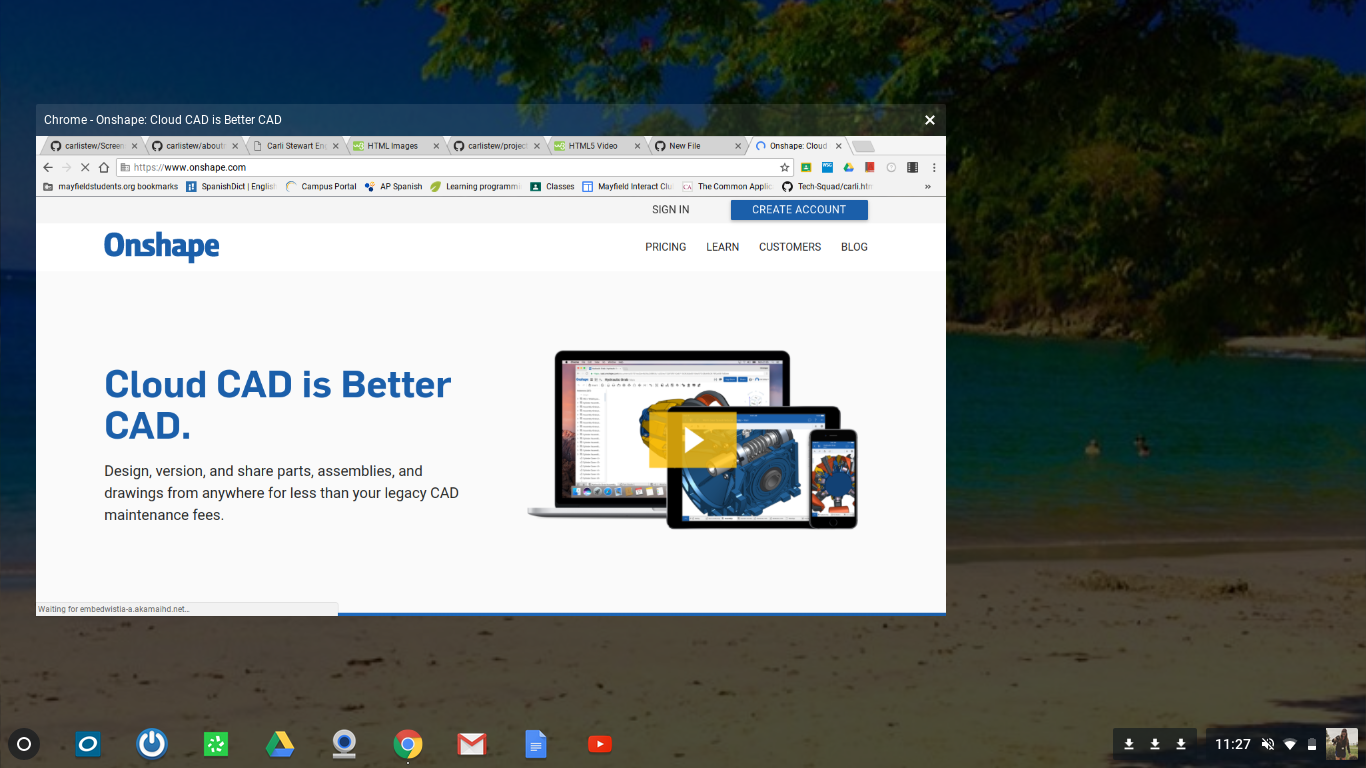 Chrome - Onshape: Cloud CAD is Better CAD
carlistew/Screen
carlistew/abouts
Carli Stewart En
HTML Images
carlistew/project
HTML5 Video
New File
Onshape: Cloud
https://www.onshape.com
mayfieldstudents.org bookmarks
SpanishDict | English
Campus Portal
AP Spanish
Learning programmi
Classes
Mayfield Interact Clu
The Common Applic
Tech-Squad/carli.htm
»
SIGN IN
CREATE ACCOUNT
Onshape
PRICING
LEARN
CUSTOMERS
BLOG
Cloud CAD is Better
CAD.
Design, version, and share parts, assemblies, and
drawings from anywhere for less than your legacy CAD
maintenance fees.
Waiting for embedwistia-a.akamaihd.net...
11:27